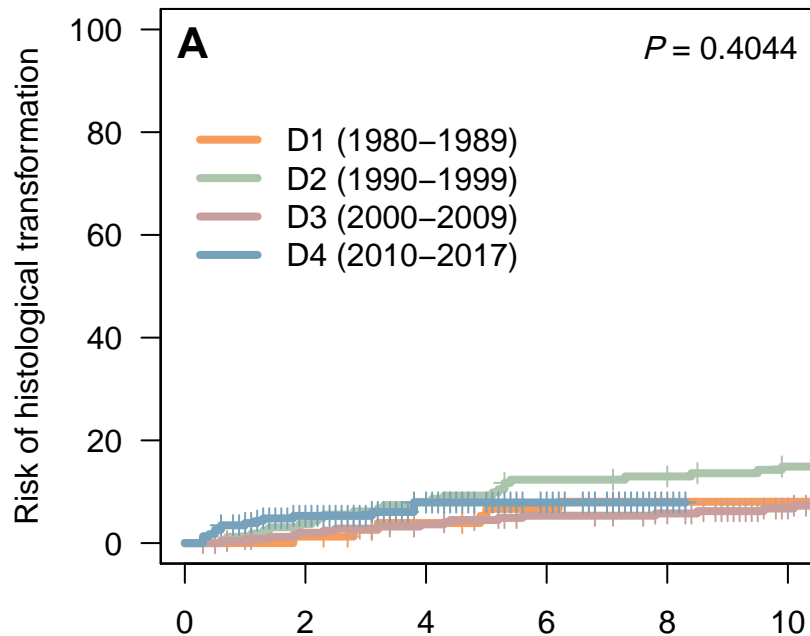 A
P = 0.4044
D1 (1980−1989)
D2 (1990−1999)
D3 (2000−2009)
D4 (2010−2017)
Risk of histological transformation
100
80
60
40
20
0
0 2 4 6 8 10